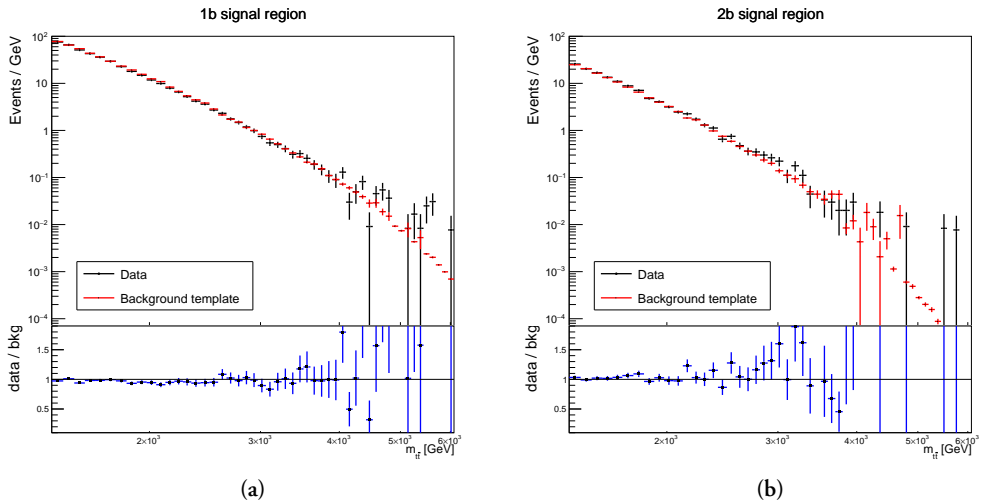 1b signal region
Events / GeV
10²
10
1
10⁻¹
10⁻²
10⁻³
10⁻⁴
Data
Background template
data / bkg
1.5
1
0.5
2×10³ 3×10³ 4×10³ 5×10³ 6×10³
m_tt̄ [GeV]
(a)
2b signal region
Events / GeV
10²
10
1
10⁻¹
10⁻²
10⁻³
10⁻⁴
Data
Background template
data / bkg
1.5
1
0.5
2×10³ 3×10³ 4×10³ 5×10³ 6×10³
m_tt̄ [GeV]
(b)